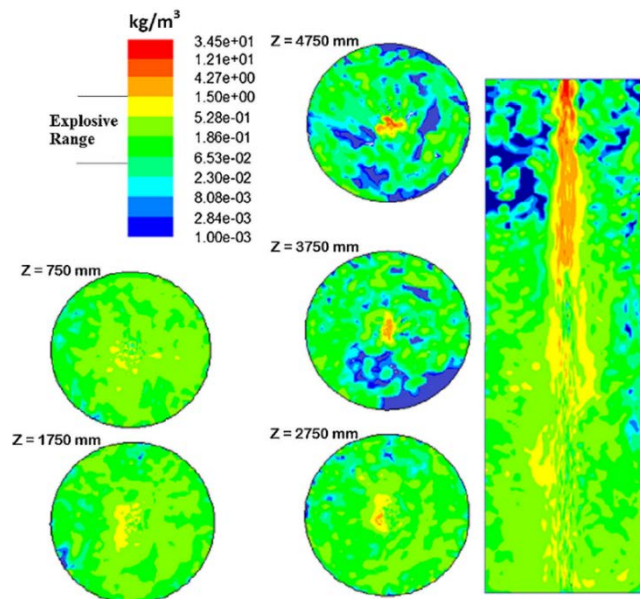 kg/m³
3.45e+01
1.21e+01
4.27e+00
1.50e+00
5.28e-01
1.86e-01
6.53e-02
2.30e-02
8.08e-03
2.84e-03
1.00e-03
Explosive
Range
Z = 4750 mm
Z = 750 mm
Z = 3750 mm
Z = 1750 mm
Z = 2750 mm